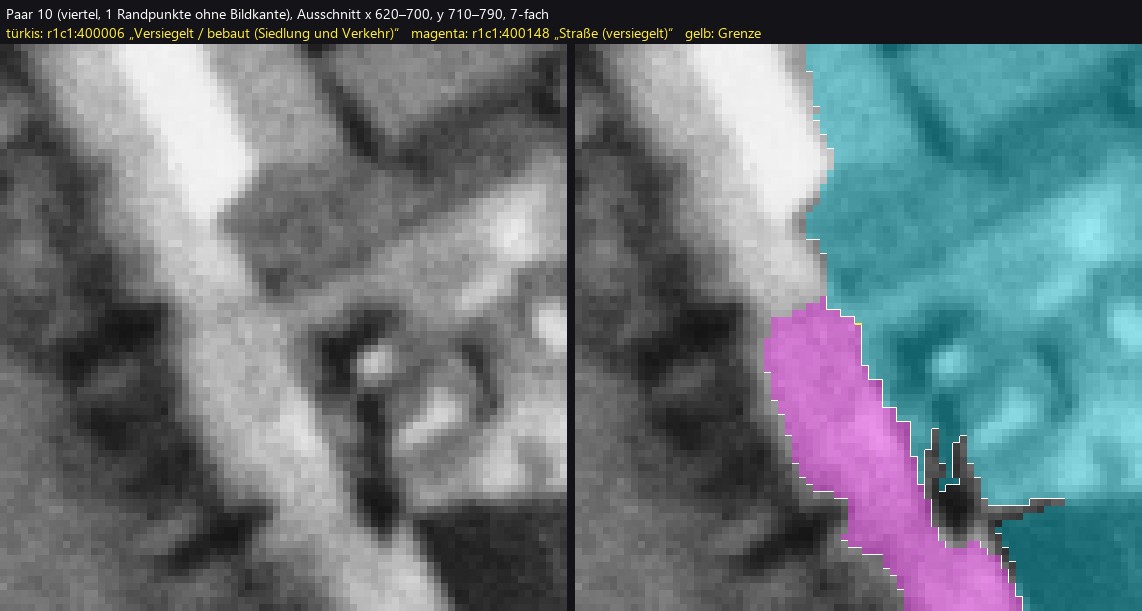 Paar 10 (viertel, 1 Randpunkte ohne Bildkante), Ausschnitt x 620–700, y 710–790, 7-fach
türkis: r1c1:400006 „Versiegelt / bebaut (Siedlung und Verkehr)“ magenta: r1c1:400148 „Straße (versiegelt)“ gelb: Grenze